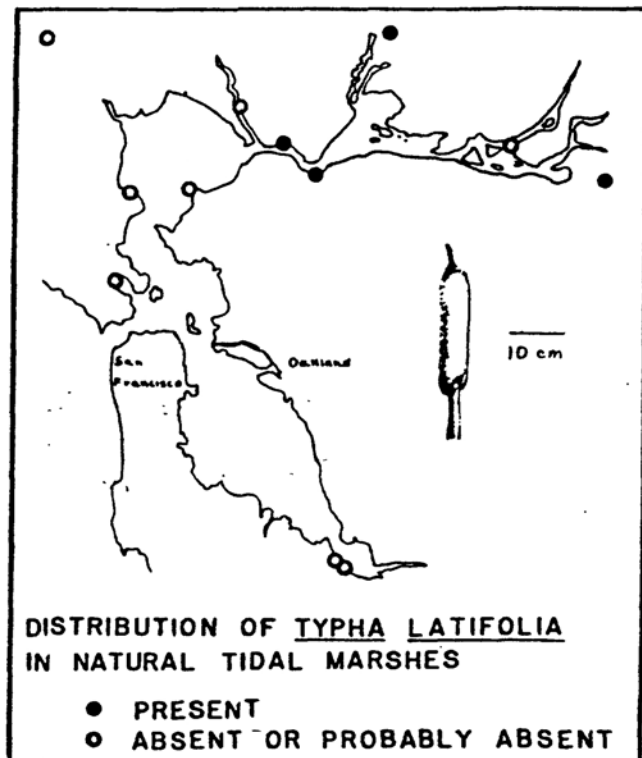 San
Francisco
Oakland
10 cm
DISTRIBUTION OF TYPHA LATIFOLIA
IN NATURAL TIDAL MARSHES
PRESENT
ABSENT OR PROBABLY ABSENT